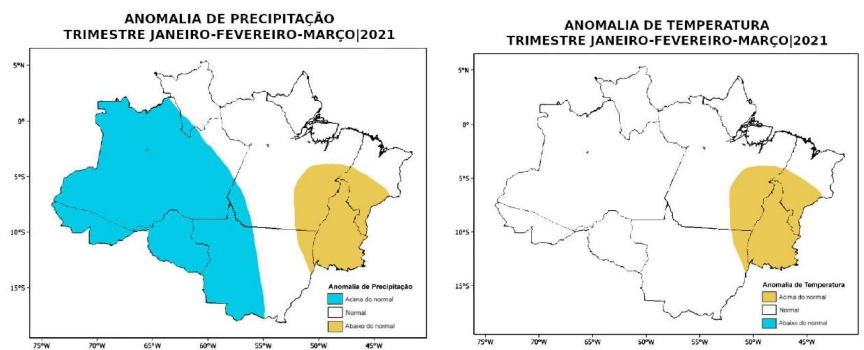 ANOMALIA DE PRECIPITAÇÃO
TRIMESTRE JANEIRO-FEVEREIRO-MARÇO|2021
5°N
0°
5°S
10°S
15°S
75°W
70°W
65°W
60°W
55°W
50°W
45°W
Anomalia de Precipitação
Acima do normal
Normal
Abaixo do normal
ANOMALIA DE TEMPERATURA
TRIMESTRE JANEIRO-FEVEREIRO-MARÇO|2021
5°N
0°
5°S
10°S
15°S
75°W
70°W
65°W
60°W
55°W
50°W
45°W
Anomalia de Temperatura
Acima do normal
Normal
Abaixo do normal